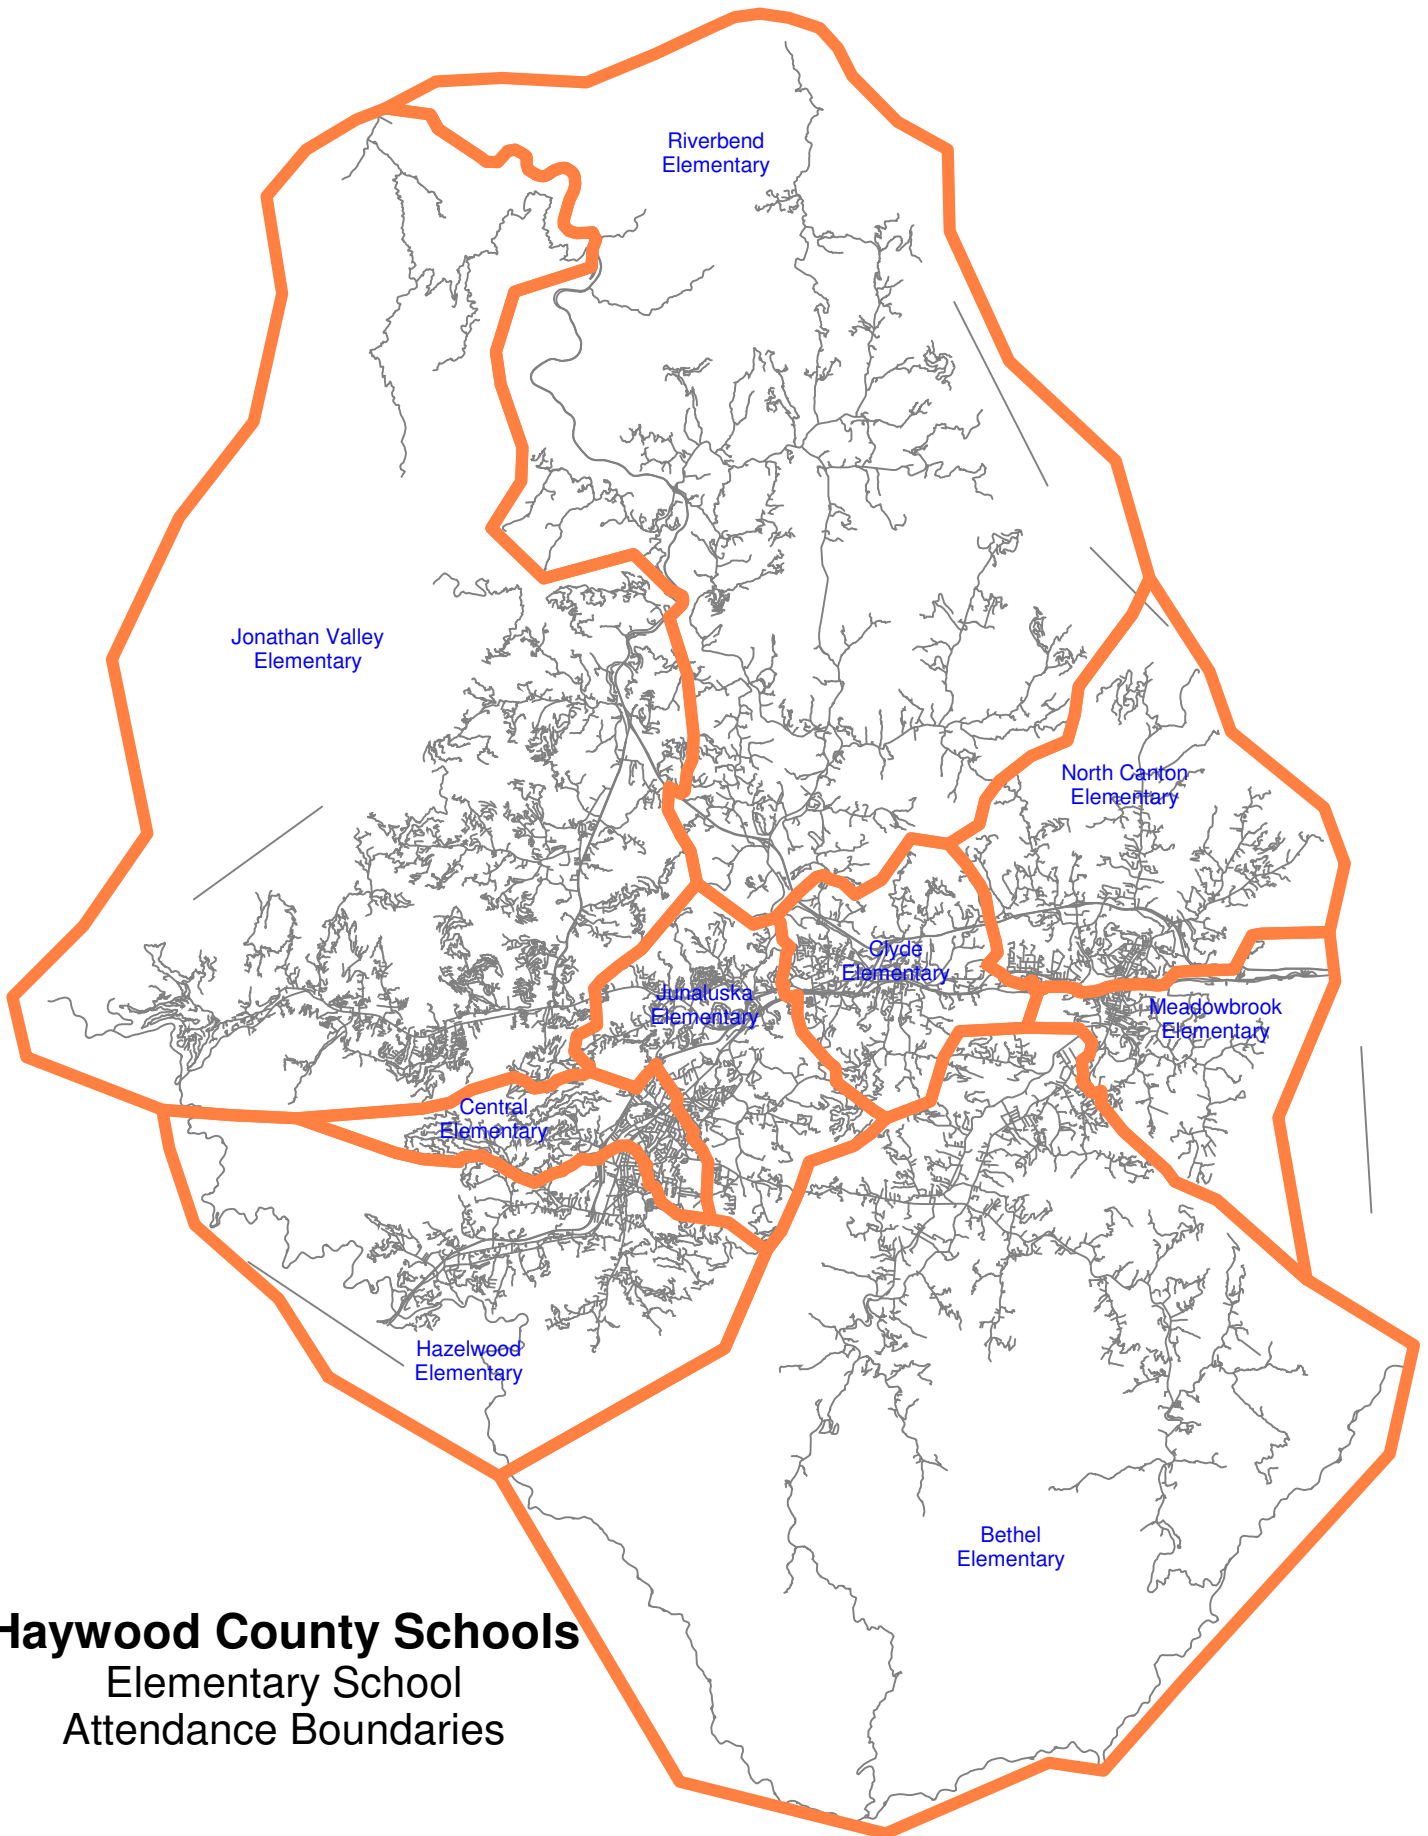 Riverbend
Elementary
Jonathan Valley
Elementary
North Canton
Elementary
Clyde
Elementary
Junaluska
Elementary
Meadowbrook
Elementary
Central
Elementary
Hazelwood
Elementary
Bethel
Elementary
Haywood County Schools
Elementary School
Attendance Boundaries